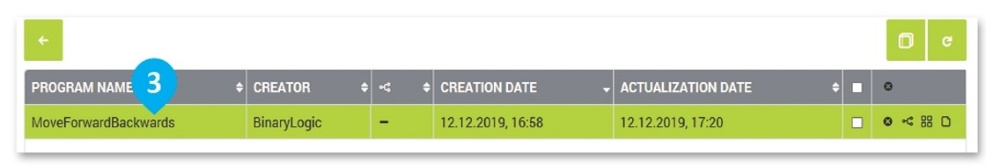 PROGRAM NAME 3 CREATOR CREATION DATE ACTUALIZATION DATE
MoveForwardBackwards BinaryLogic – 12.12.2019, 16:58 12.12.2019, 17:20